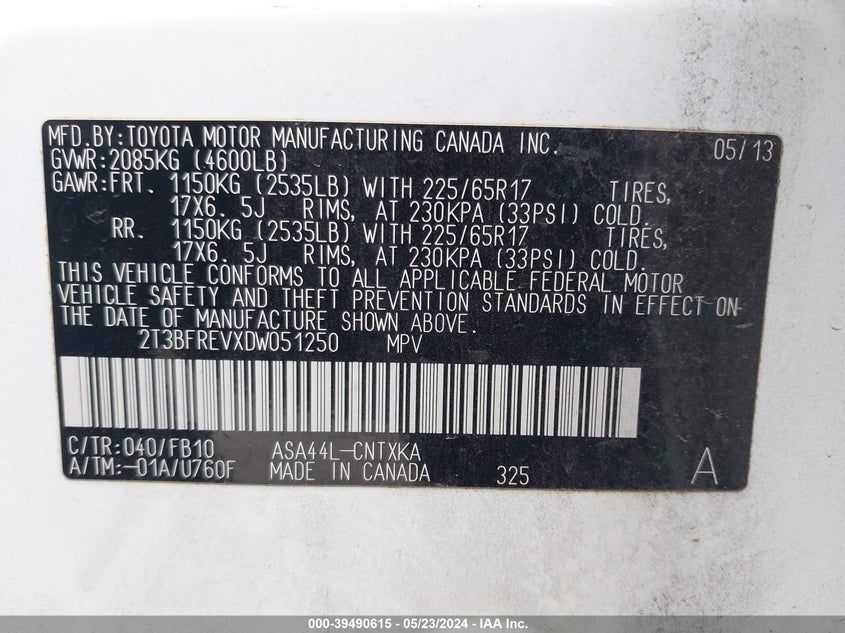 MFD.BY:TOYOTA MOTOR MANUFACTURING CANADA INC. 05/13
GVWR:2085KG (4600LB)
GAWR:FRT. 1150KG (2535LB) WITH 225/65R17 TIRES,
17X6. 5J RIMS, AT 230KPA (33PSI) COLD.
RR. 1150KG (2535LB) WITH 225/65R17 TIRES,
17X6. 5J RIMS, AT 230KPA (33PSI) COLD.
THIS VEHICLE CONFORMS TO ALL APPLICABLE FEDERAL MOTOR
VEHICLE SAFETY AND THEFT PREVENTION STANDARDS IN EFFECT ON
THE DATE OF MANUFACTURE SHOWN ABOVE.
2T3BFREVXDW051250 MPV
C/TR:040/FB10 ASA44L-CNTXKA
A/TM:-01A/U760F MADE IN CANADA 325 A
000-39490615 - 05/23/2024 - IAA Inc.